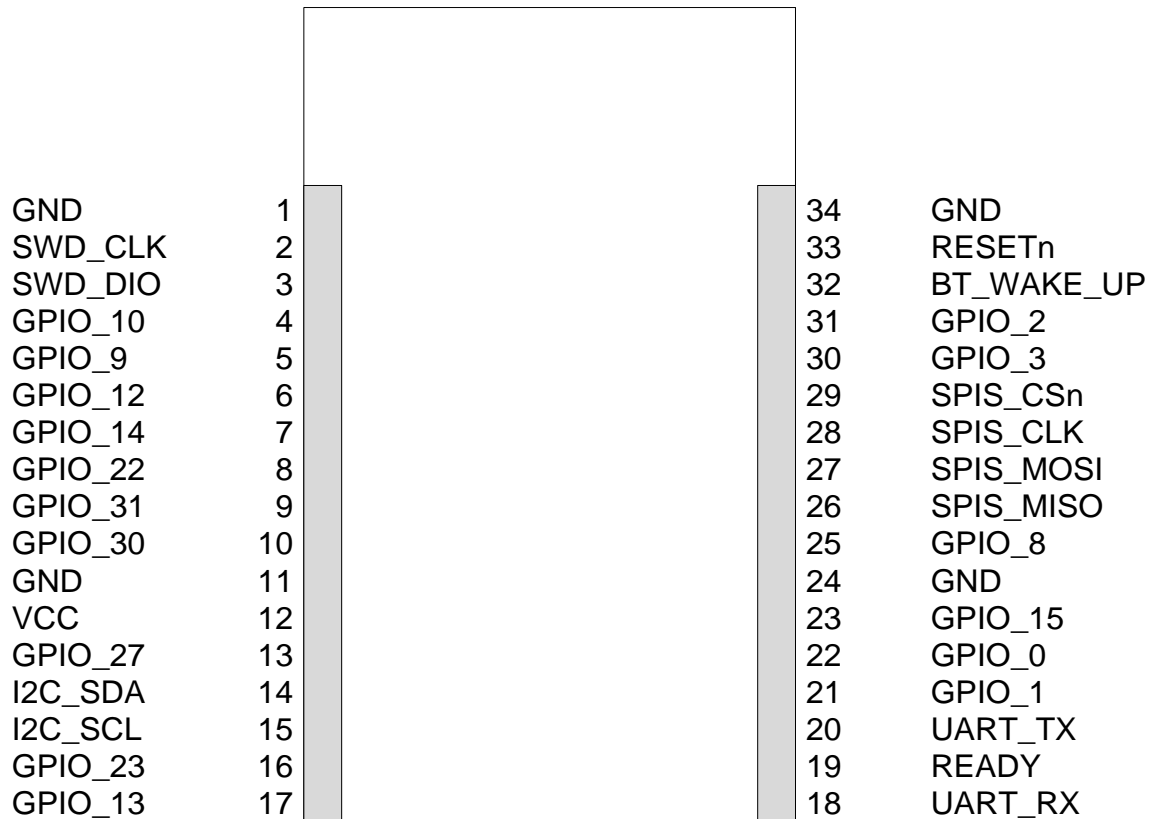 GND 1 34 GND
SWD_CLK 2 33 RESETn
SWD_DIO 3 32 BT_WAKE_UP
GPIO_10 4 31 GPIO_2
GPIO_9 5 30 GPIO_3
GPIO_12 6 29 SPIS_CSn
GPIO_14 7 28 SPIS_CLK
GPIO_22 8 27 SPIS_MOSI
GPIO_31 9 26 SPIS_MISO
GPIO_30 10 25 GPIO_8
GND 11 24 GND
VCC 12 23 GPIO_15
GPIO_27 13 22 GPIO_0
I2C_SDA 14 21 GPIO_1
I2C_SCL 15 20 UART_TX
GPIO_23 16 19 READY
GPIO_13 17 18 UART_RX